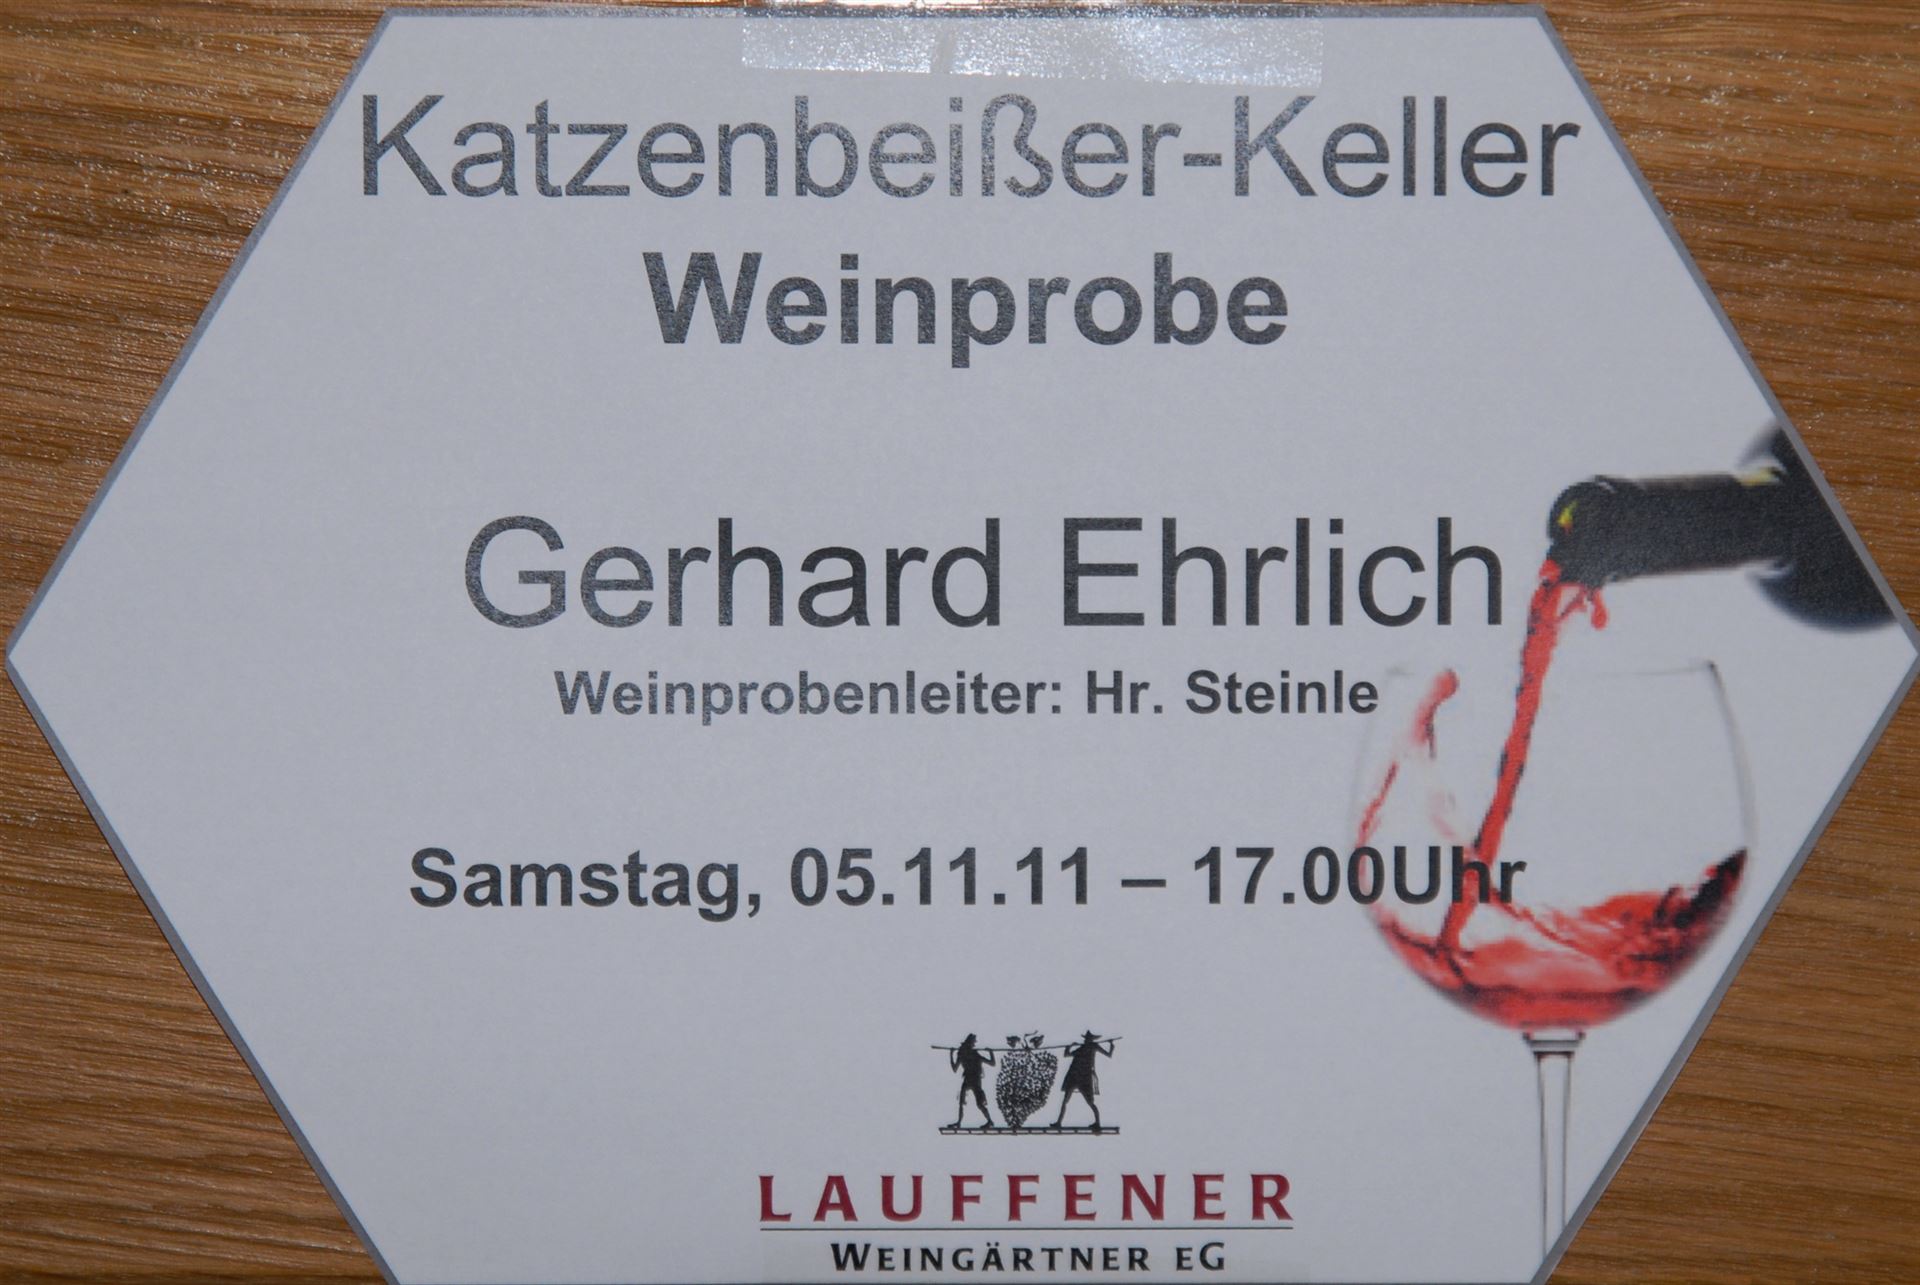 Katzenbeißer-Keller
Weinprobe
Gerhard Ehrlich
Weinprobenleiter: Hr. Steinle
Samstag, 05.11.11 – 17.00Uhr
LAUFFENER
WEINGÄRTNER EG